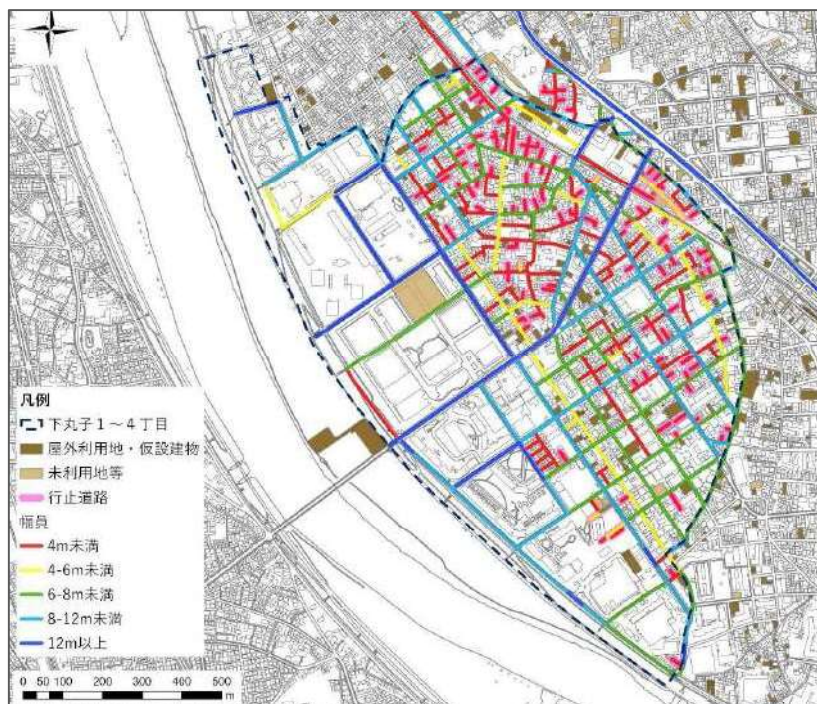 凡例
下丸子1～4丁目
屋外利用地・仮設建物
未利用地等
行止道路
幅員
4m未満
4-6m未満
6-8m未満
8-12m未満
12m以上
0 50 100 200 300 400 500
m